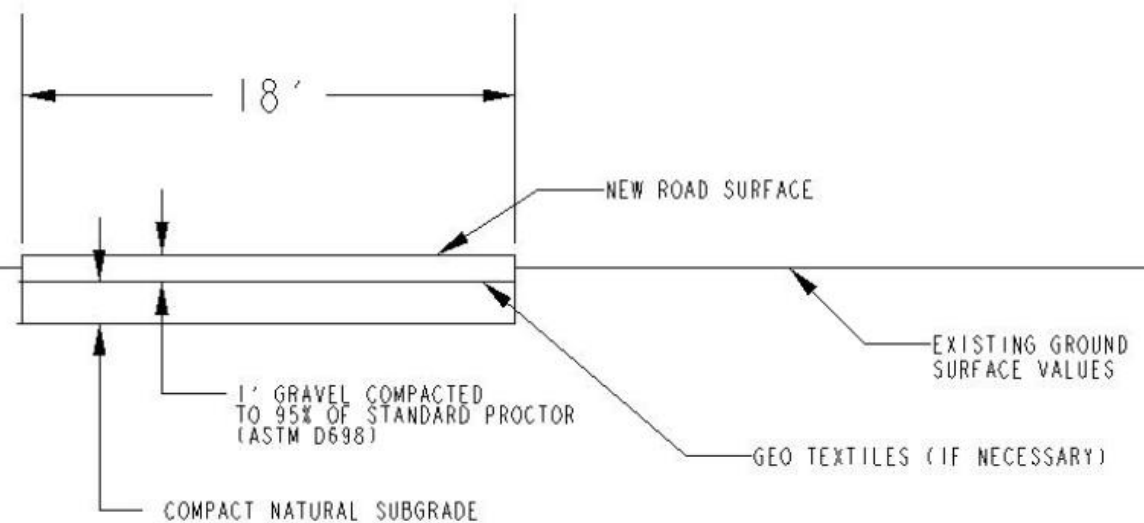 18'
NEW ROAD SURFACE
EXISTING GROUND
SURFACE VALUES
1' GRAVEL COMPACTED
TO 95% OF STANDARD PROCTOR
(ASTM D698)
GEO TEXTILES (IF NECESSARY)
COMPACT NATURAL SUBGRADE